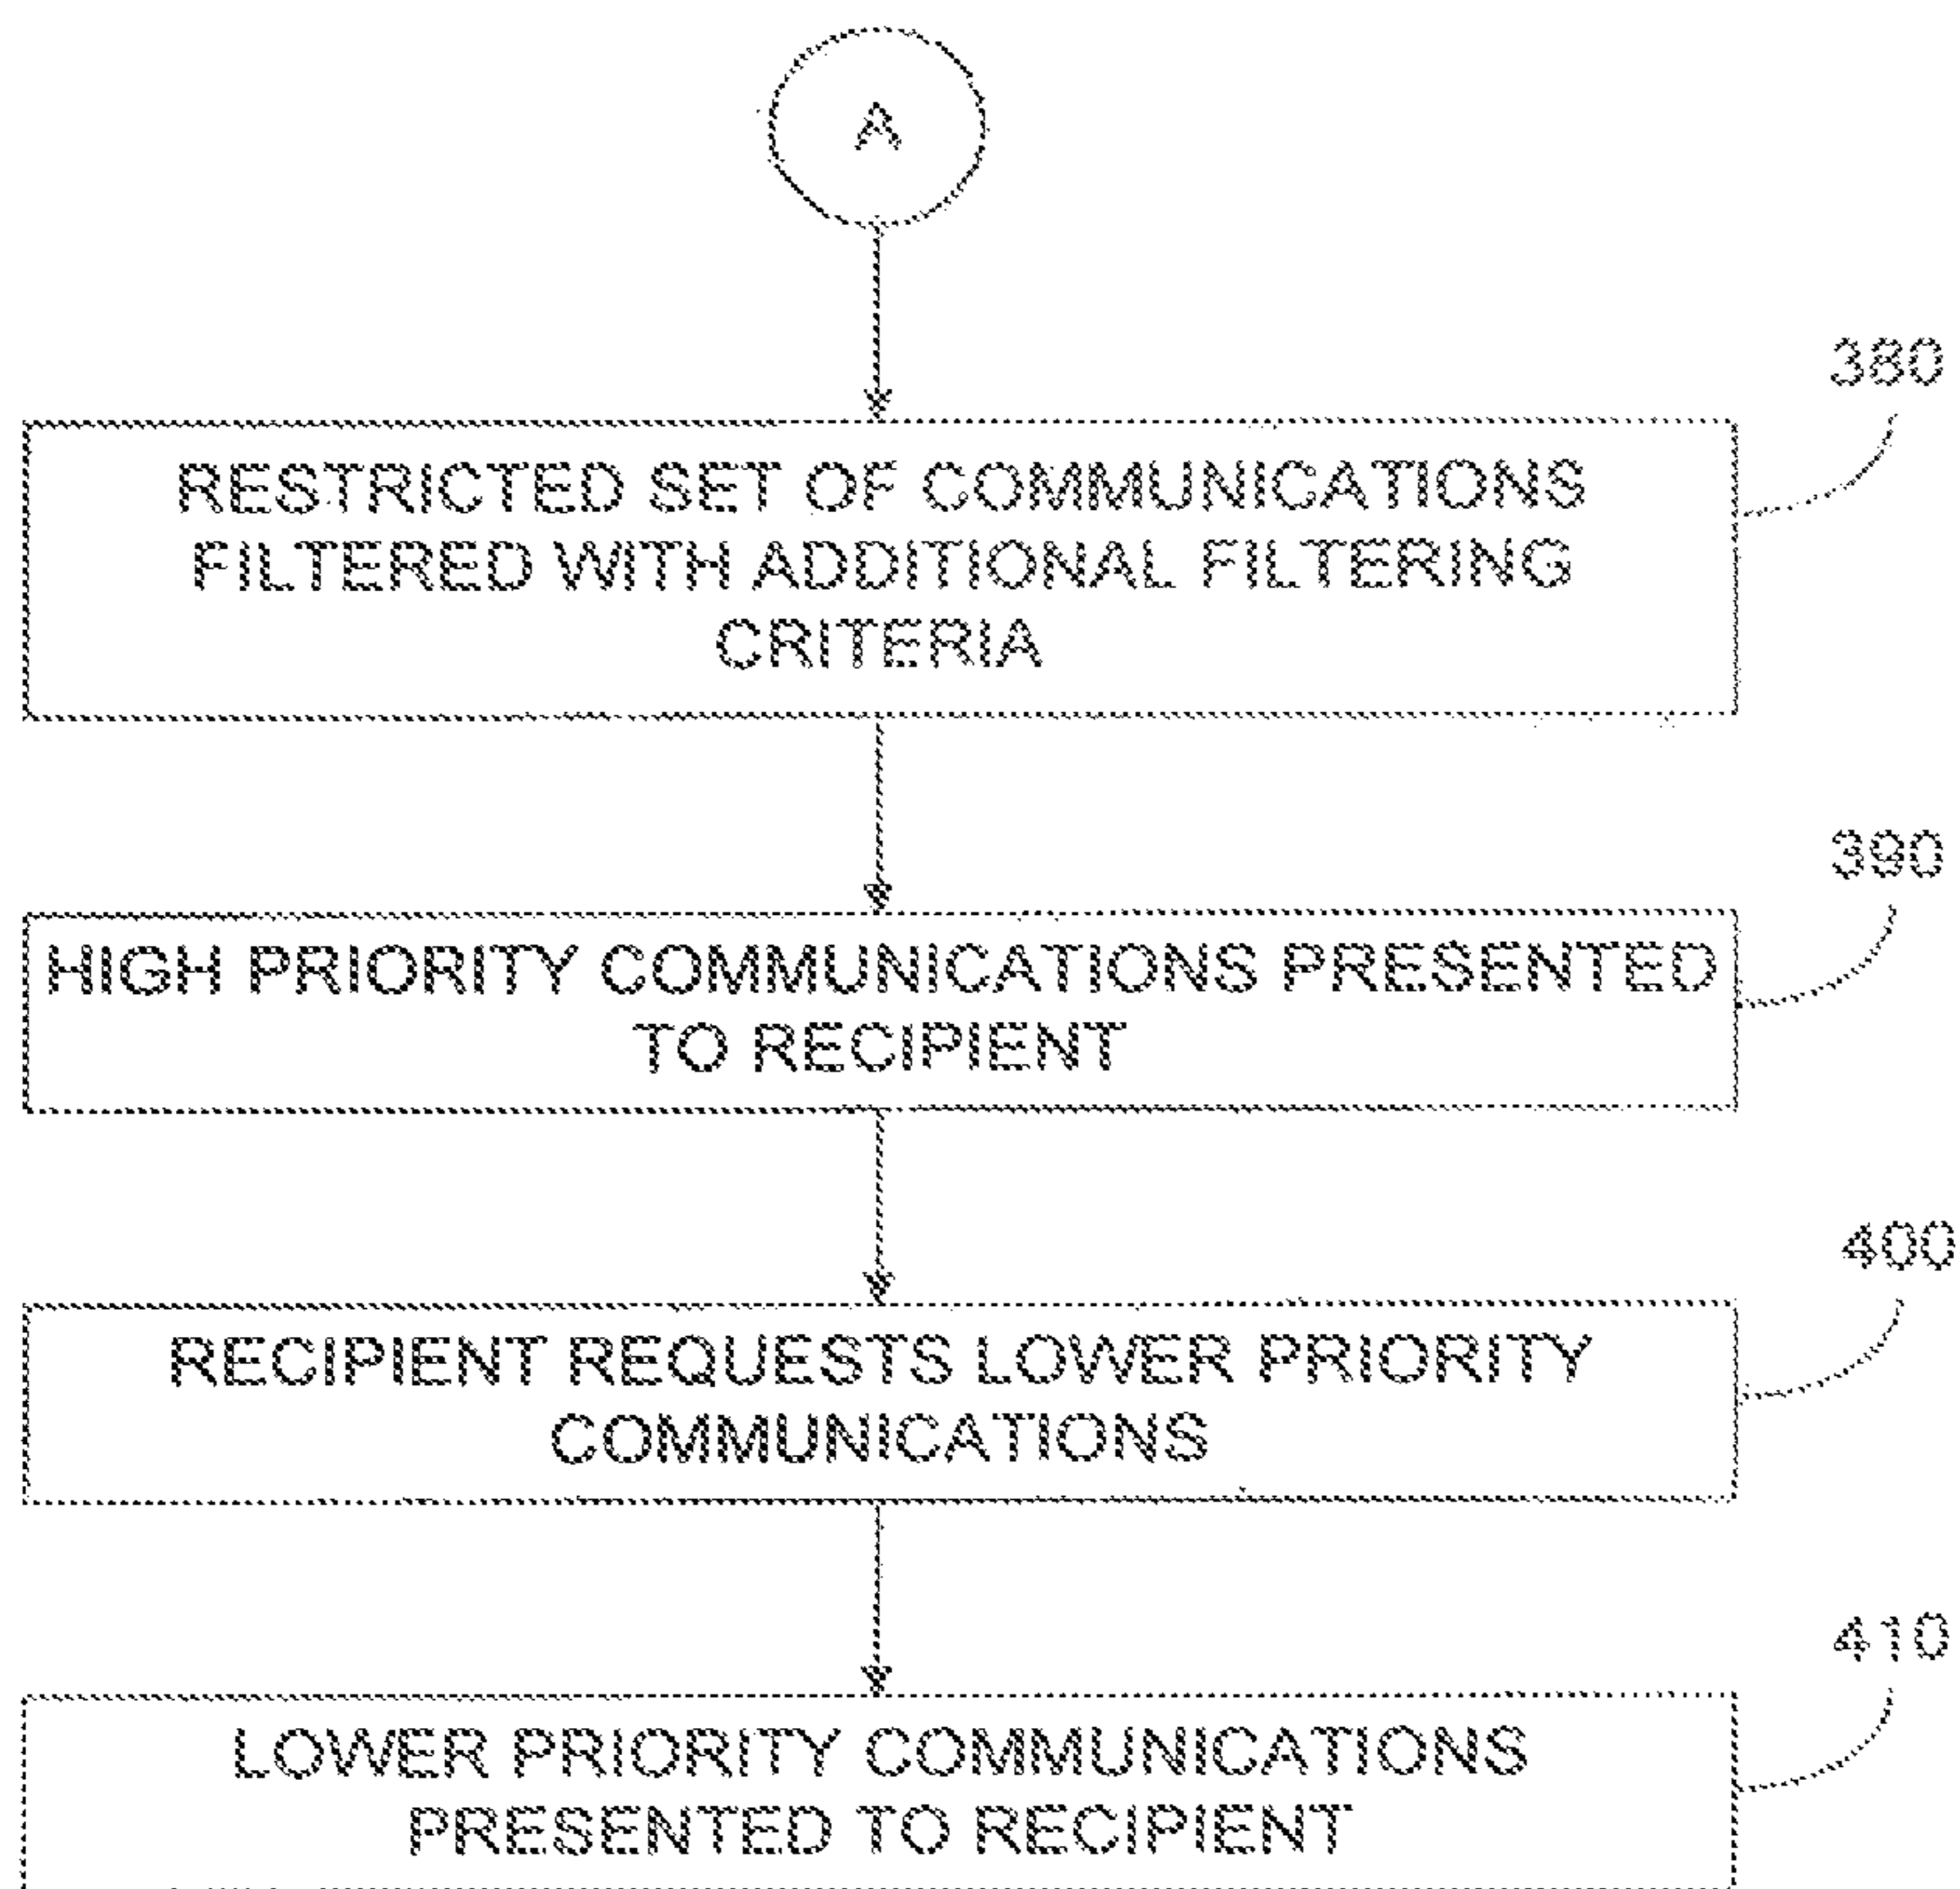 A
380
RESTRICTED SET OF COMMUNICATIONS
FILTERED WITH ADDITIONAL FILTERING
CRITERIA
390
HIGH PRIORITY COMMUNICATIONS PRESENTED
TO RECIPIENT
400
RECIPIENT REQUESTS LOWER PRIORITY
COMMUNICATIONS
410
LOWER PRIORITY COMMUNICATIONS
PRESENTED TO RECIPIENT